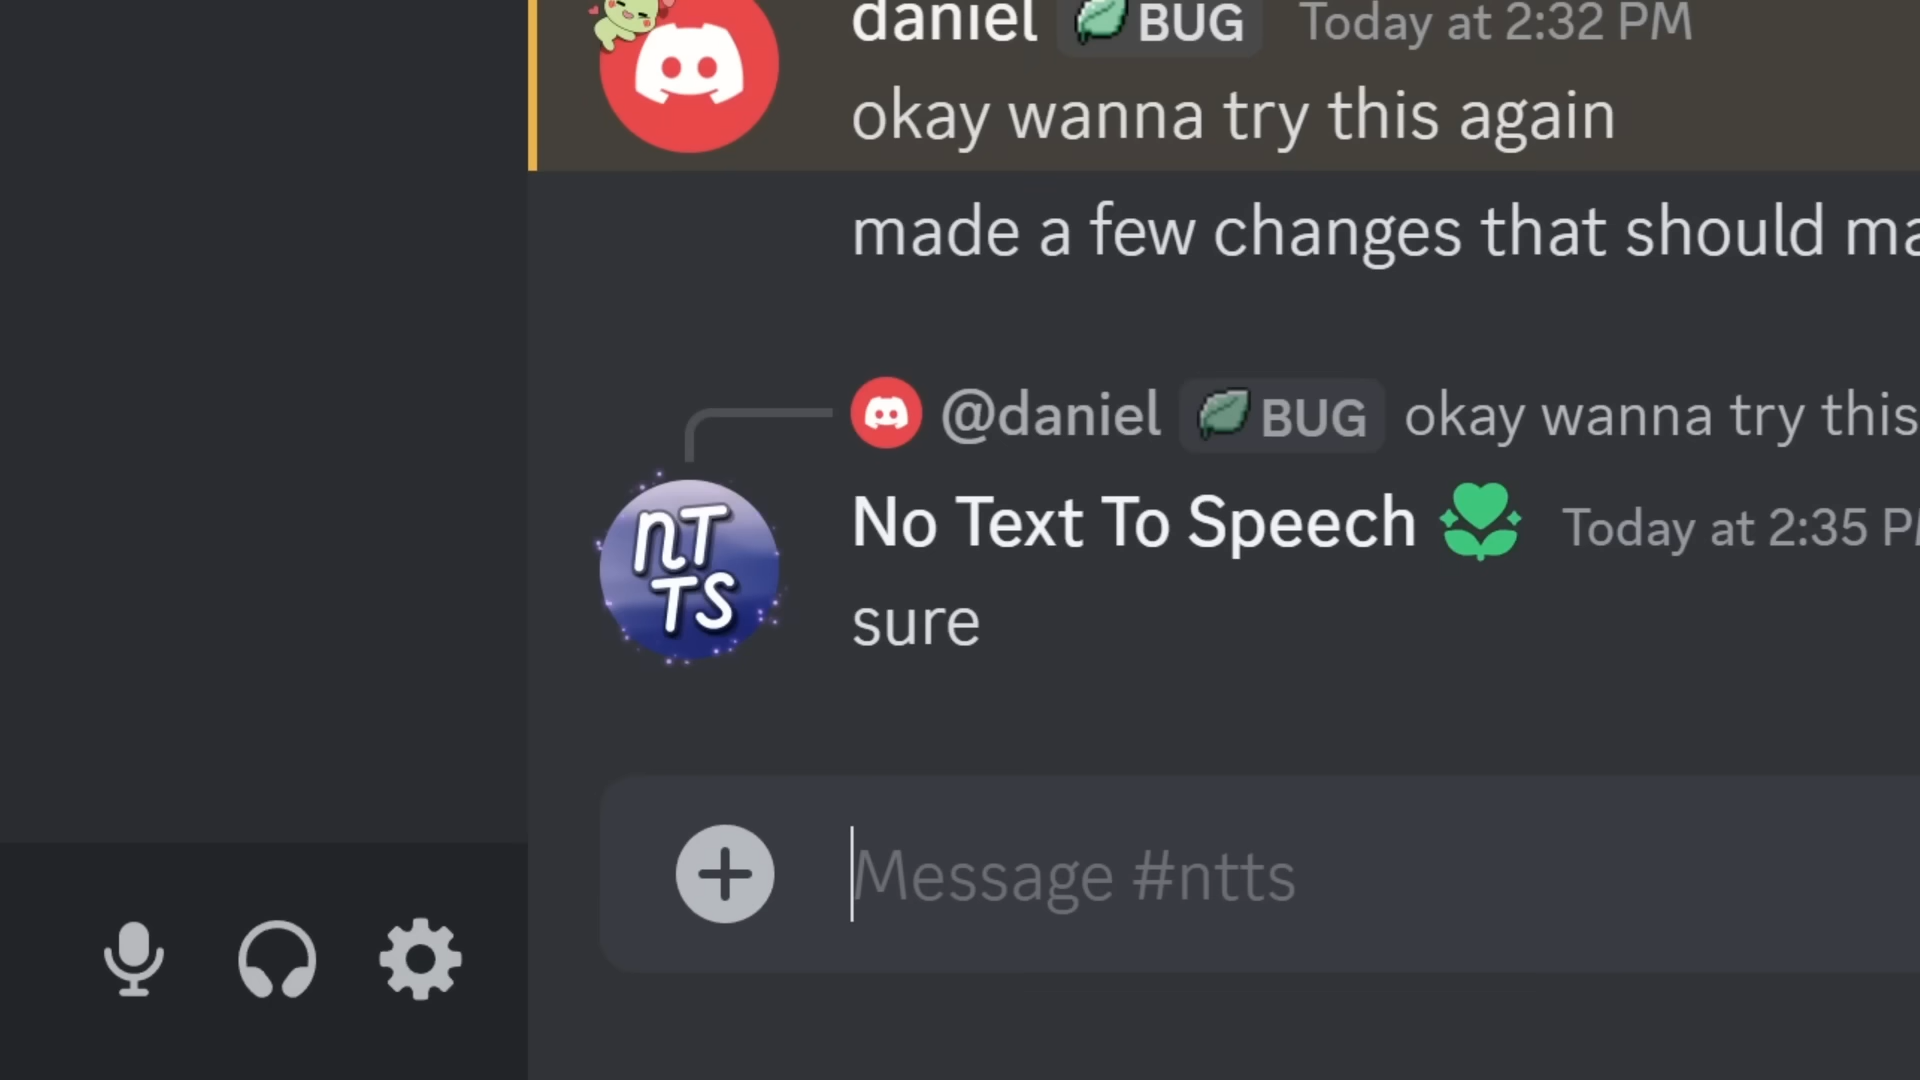 daniel BUG Today at 2:32 PM
okay wanna try this again
made a few changes that should
@daniel BUG okay wanna try this
nT
TS
No Text To Speech Today at 2:35
sure
Message #ntts